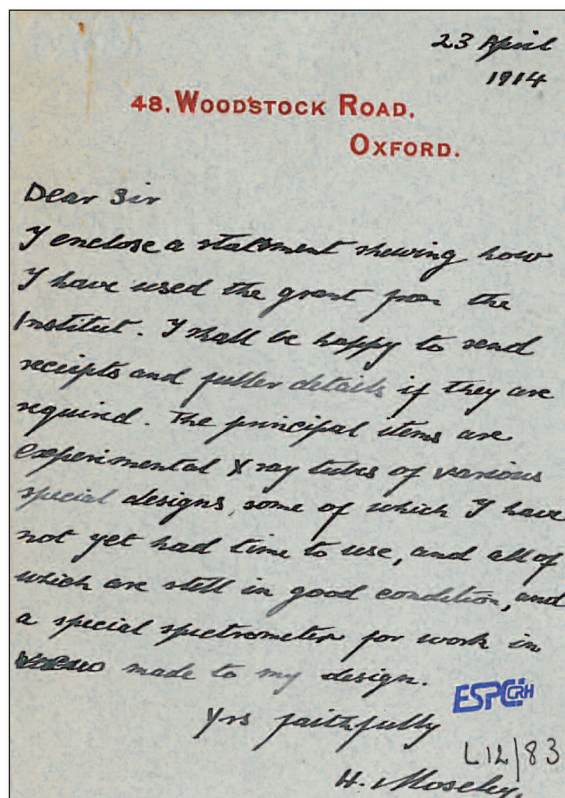 23 April
1914
48, WOODSTOCK ROAD,
OXFORD.
Dear Sir
I enclose a statement shewing how
I have used the grant from the
Institut. I shall be happy to send
receipts and fuller details if they are
required. The principal items are
experimental X ray tubes of various
special designs, some of which I have
not yet had time to use, and all of
which are still in good condition, and
a special spectrometer for work in
made to my design.
Yrs faithfully
ESPCI CRH
L12/83
H. Moseley.